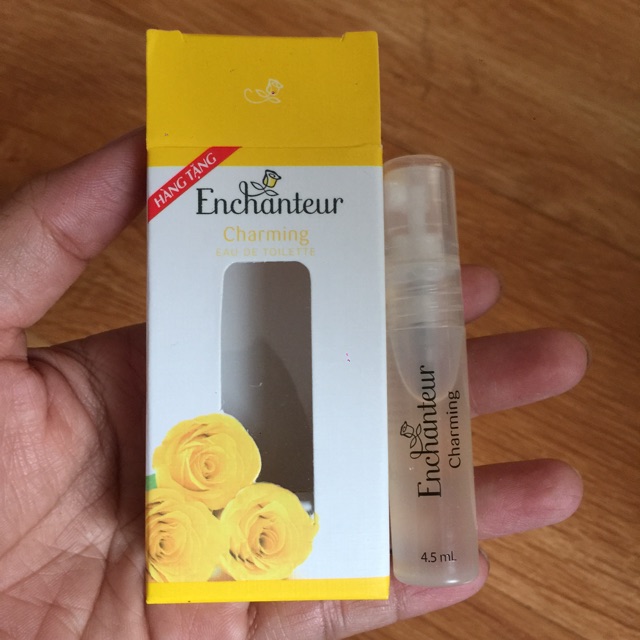 HÀNG TẶNG
Enchanteur
Charming
EAU DE TOILETTE
Enchanteur
Charming
4.5 ml.